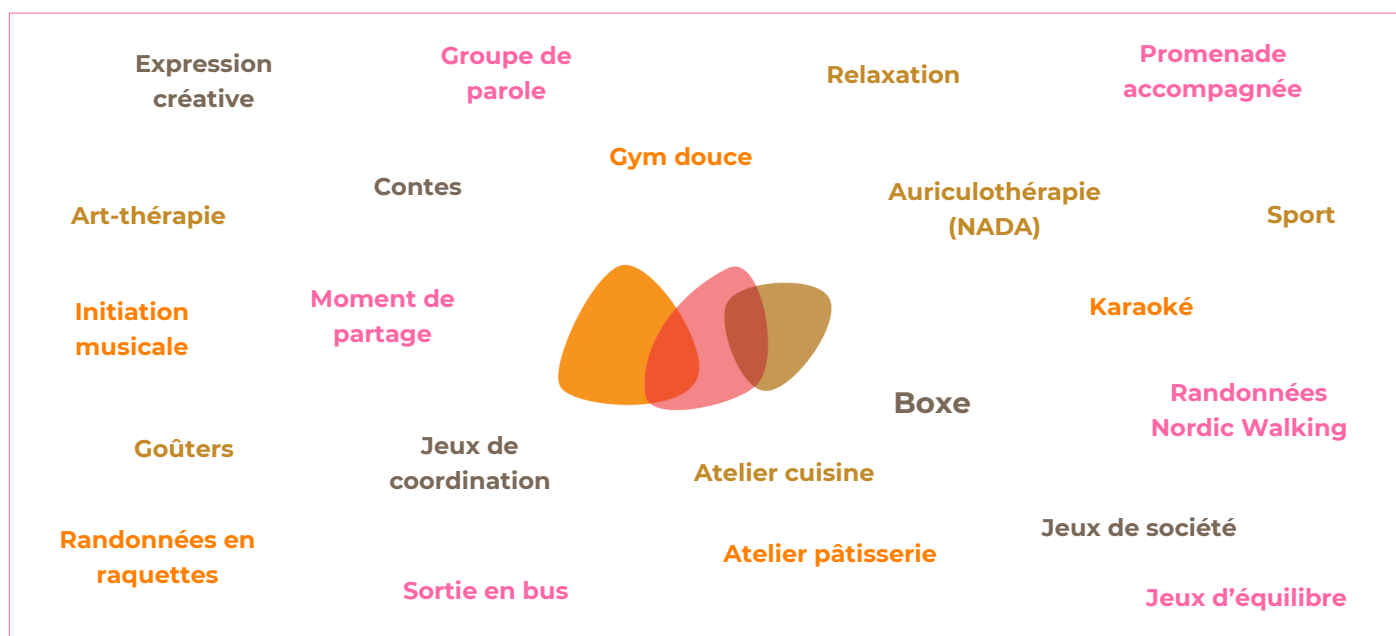 Expression
créative
Groupe de
parole
Relaxation
Promenade
accompagnée
Gym douce
Contes
Art-thérapie
Auriculothérapie
(NADA)
Sport
Initiation
musicale
Moment de
partage
Karaoké
Boxe
Randonnées
Nordic Walking
Goûters
Jeux de
coordination
Atelier cuisine
Jeux de société
Randonnées en
raquettes
Atelier pâtisserie
Sortie en bus
Jeux d’équilibre